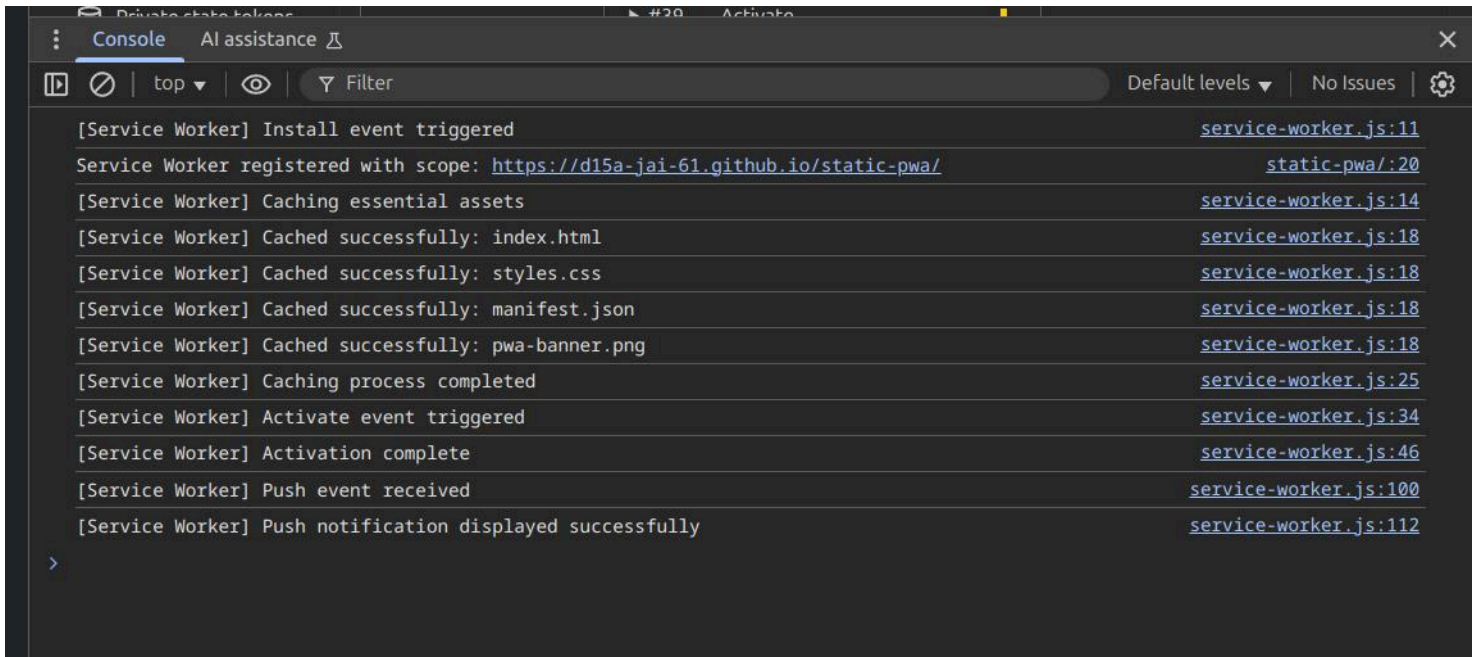 Private state tokens
#39 Activate
Console AI assistance
top Filter Default levels No Issues
[Service Worker] Install event triggered service-worker.js:11
Service Worker registered with scope: https://d15a-jai-61.github.io/static-pwa/ static-pwa/:20
[Service Worker] Caching essential assets service-worker.js:14
[Service Worker] Cached successfully: index.html service-worker.js:18
[Service Worker] Cached successfully: styles.css service-worker.js:18
[Service Worker] Cached successfully: manifest.json service-worker.js:18
[Service Worker] Cached successfully: pwa-banner.png service-worker.js:18
[Service Worker] Caching process completed service-worker.js:25
[Service Worker] Activate event triggered service-worker.js:34
[Service Worker] Activation complete service-worker.js:46
[Service Worker] Push event received service-worker.js:100
[Service Worker] Push notification displayed successfully service-worker.js:112